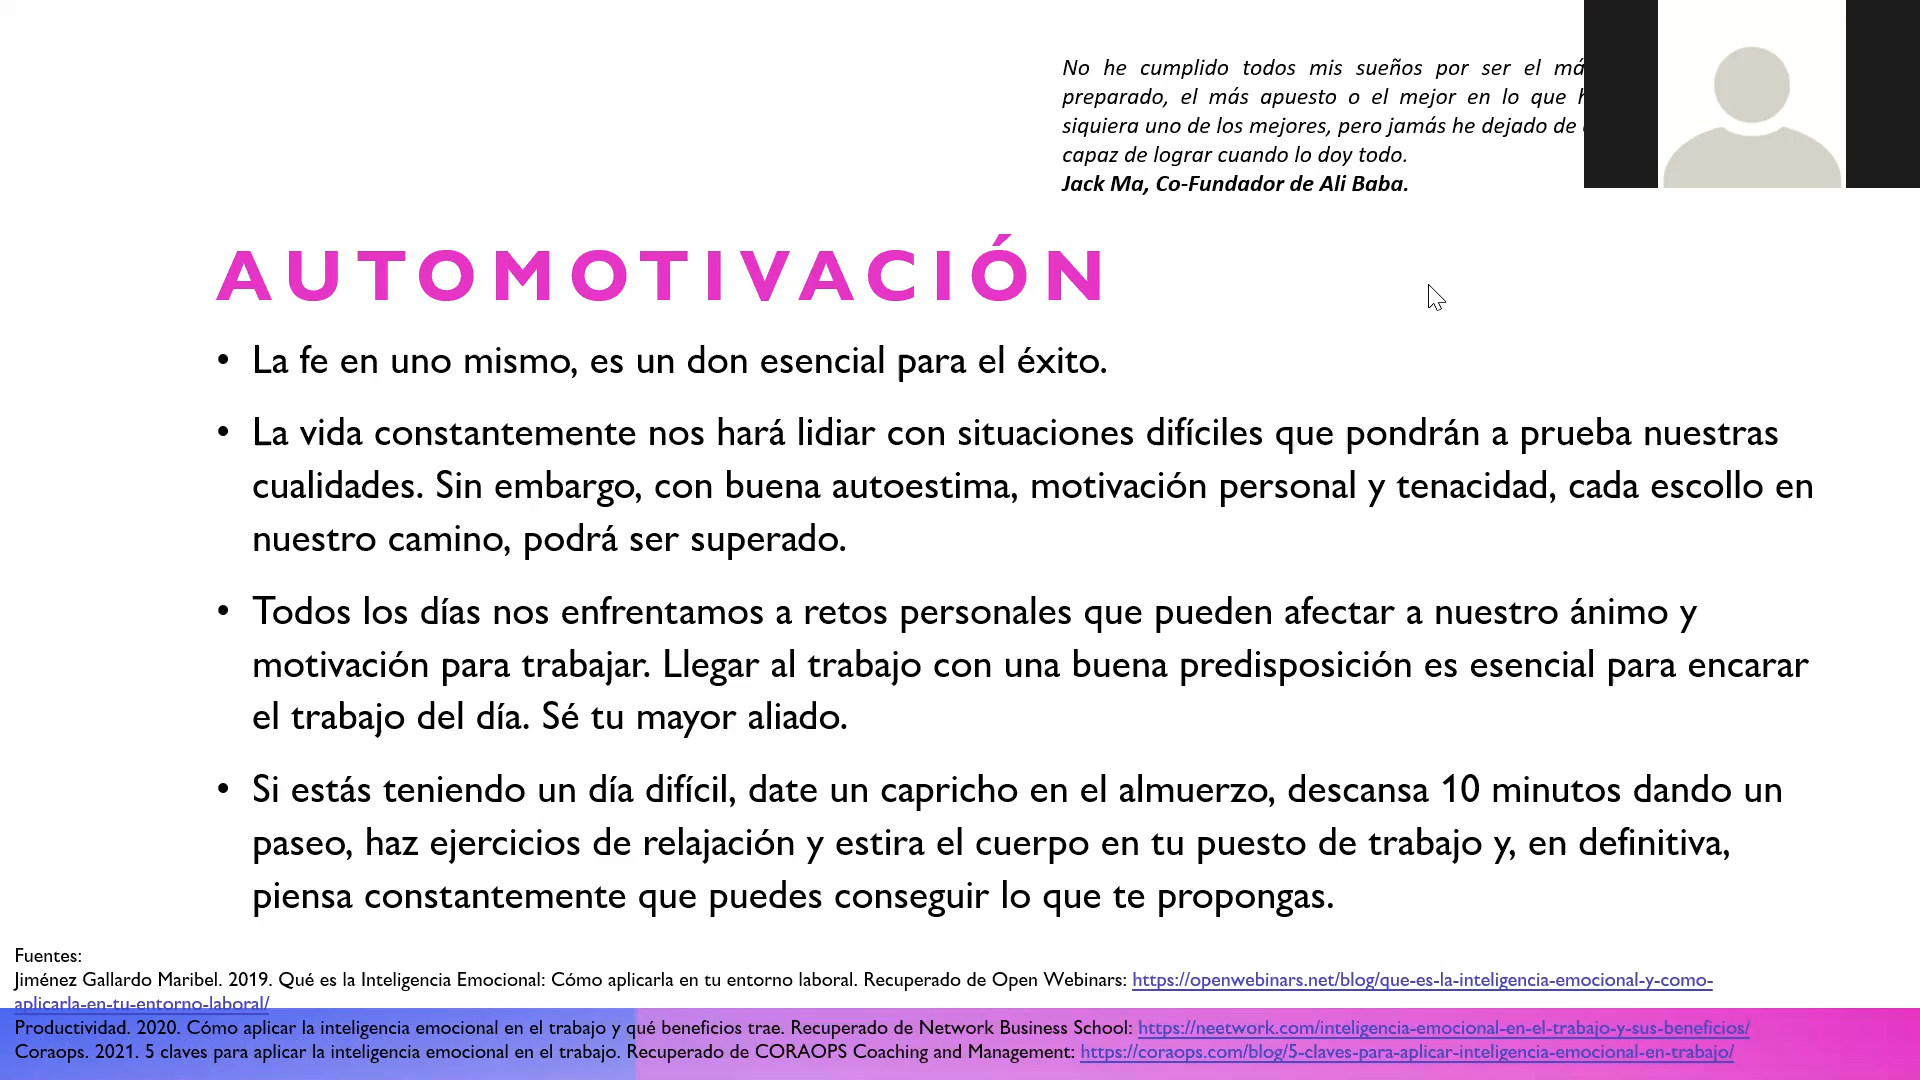 No he cumplido todos mis sueños por ser el
preparado, el más apuesto o el mejor en lo que
siquiera uno de los mejores, pero jamás he dejado de
capaz de lograr cuando lo doy todo.
Jack Ma, Co-Fundador de Ali Baba.
AUTOMOTIVACIÓN
• La fe en uno mismo, es un don esencial para el éxito.
• La vida constantemente nos hará lidiar con situaciones difíciles que pondrán a prueba nuestras
cualidades. Sin embargo, con buena autoestima, motivación personal y tenacidad, cada escollo en
nuestro camino, podrá ser superado.
• Todos los días nos enfrentamos a retos personales que pueden afectar a nuestro ánimo y
motivación para trabajar. Llegar al trabajo con una buena predisposición es esencial para encarar
el trabajo del día. Sé tu mayor aliado.
• Si estás teniendo un día difícil, date un capricho en el almuerzo, descansa 10 minutos dando un
paseo, haz ejercicios de relajación y estira el cuerpo en tu puesto de trabajo y, en definitiva,
piensa constantemente que puedes conseguir lo que te propongas.
Fuentes:
Jiménez Gallardo Maribel. 2019. Qué es la Inteligencia Emocional: Cómo aplicarla en tu entorno laboral. Recuperado de Open Webinars: https://openwebinars.net/blog/que-es-la-inteligencia-emocional-y-como-
aplicarla-en-tu-entorno-laboral/
Productividad. 2020. Cómo aplicar la inteligencia emocional en el trabajo y qué beneficios trae. Recuperado de Network Business School: https://neetwork.com/inteligencia-emocional-en-el-trabajo-y-sus-beneficios/
Coraops. 2021. 5 claves para aplicar la inteligencia emocional en el trabajo. Recuperado de CORAOPS Coaching and Management: https://coraops.com/blog/5-claves-para-aplicar-inteligencia-emocional-en-trabajo/